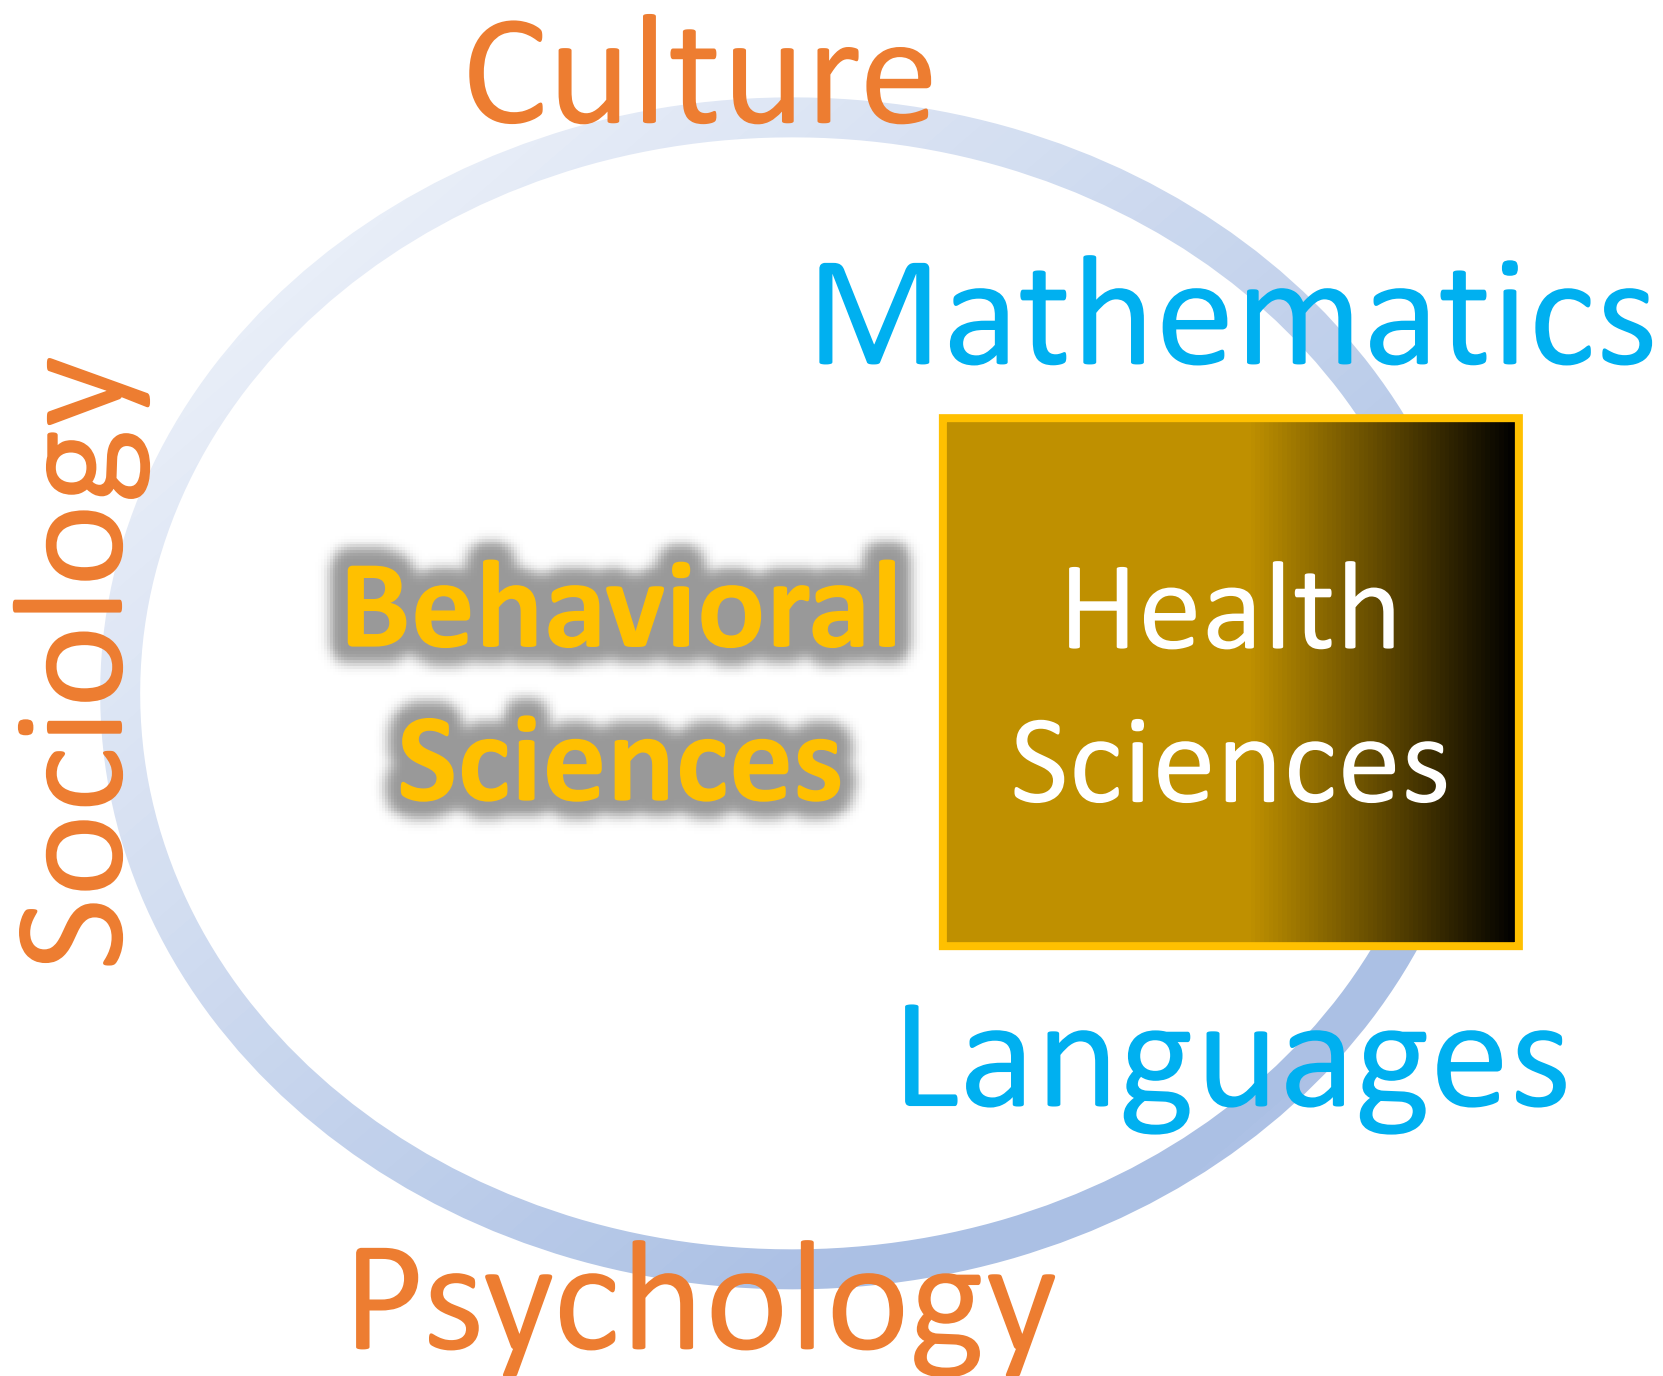 Culture
Mathematics
Sociology
Behavioral
Sciences
Health
Sciences
Languages
Psychology